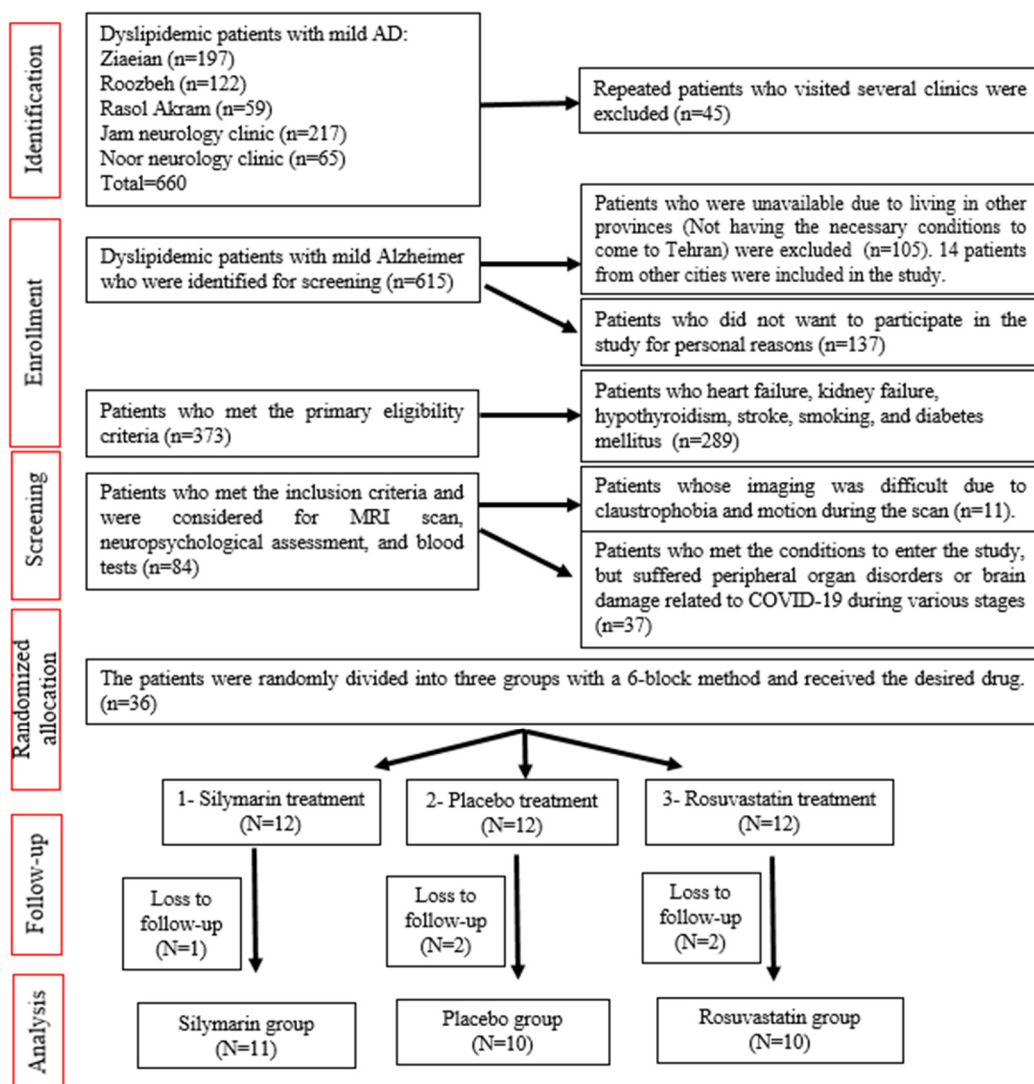 Identification
Dyslipidemic patients with mild AD:
Ziaeian (n=197)
Roozbeh (n=122)
Rasol Akram (n=59)
Jam neurology clinic (n=217)
Noor neurology clinic (n=65)
Total=660
Repeated patients who visited several clinics were
excluded (n=45)
Enrollment
Dyslipidemic patients with mild Alzheimer
who were identified for screening (n=615)
Patients who were unavailable due to living in other
provinces (Not having the necessary conditions to
come to Tehran) were excluded (n=105). 14 patients
from other cities were included in the study.
Patients who did not want to participate in the
study for personal reasons (n=137)
Patients who met the primary eligibility
criteria (n=373)
Patients who heart failure, kidney failure,
hypothyroidism, stroke, smoking, and diabetes
mellitus (n=289)
Screening
Patients who met the inclusion criteria and
were considered for MRI scan,
neuropsychological assessment, and blood
tests (n=84)
Patients whose imaging was difficult due to
claustrophobia and motion during the scan (n=11).
Patients who met the conditions to enter the study,
but suffered peripheral organ disorders or brain
damage related to COVID-19 during various stages
(n=37)
Randomized
allocation
The patients were randomly divided into three groups with a 6-block method and received the desired drug.
(n=36)
1- Silymarin treatment
(N=12)
2- Placebo treatment
(N=12)
3- Rosuvastatin treatment
(N=12)
Follow-up
Loss to
follow-up
(N=1)
Loss to
follow-up
(N=2)
Loss to
follow-up
(N=2)
Analysis
Silymarin group
(N=11)
Placebo group
(N=10)
Rosuvastatin group
(N=10)